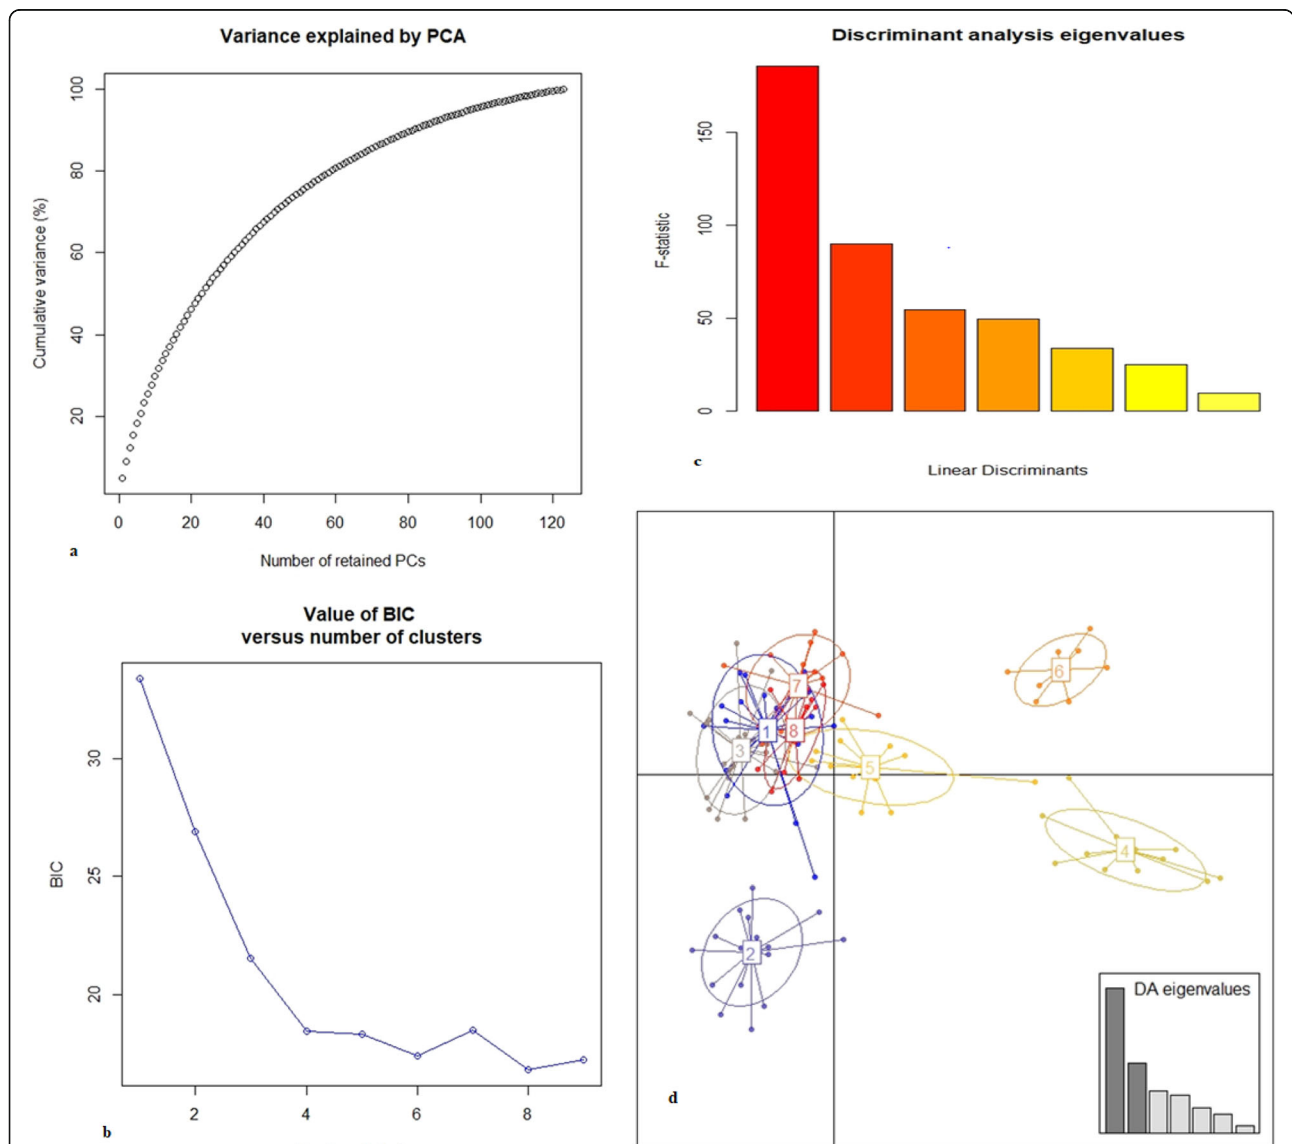 Variance explained by PCA
Cumulative variance (%)
100
80
60
40
20
0 20 40 60 80 100 120
Number of retained PCs
a
Value of BIC
versus number of clusters
BIC
30
25
20
2 4 6 8
b
Discriminant analysis eigenvalues
F-statistic
150
100
50
0
Linear Discriminants
c
6
7
1
8
3
5
4
2
DA eigenvalues
d